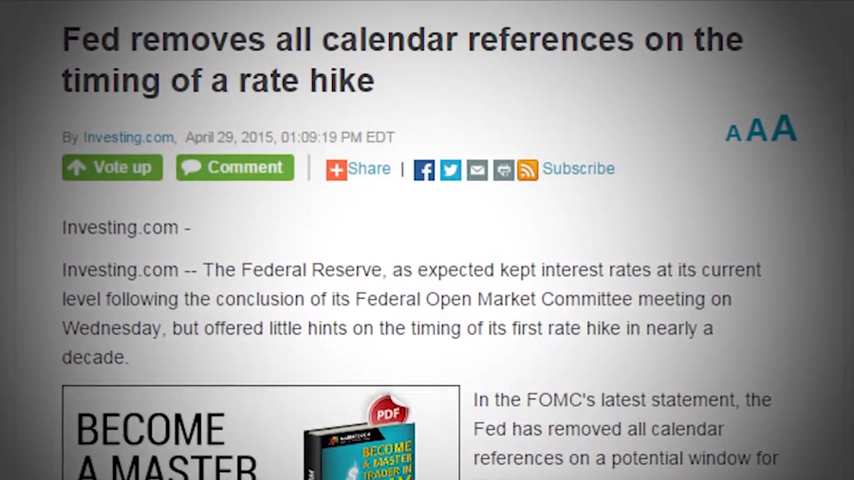 Fed removes all calendar references on the
timing of a rate hike
By Investing.com, April 29, 2015, 01:09:19 PM EDT
A A A
Vote up Comment Share | Subscribe
Investing.com -
Investing.com -- The Federal Reserve, as expected kept interest rates at its current
level following the conclusion of its Federal Open Market Committee meeting on
Wednesday, but offered little hints on the timing of its first rate hike in nearly a
decade.
In the FOMC's latest statement, the
Fed has removed all calendar
references on a potential window for
BECOME
A MASTER
PDF
BECOME
A MASTER
TRADER IN